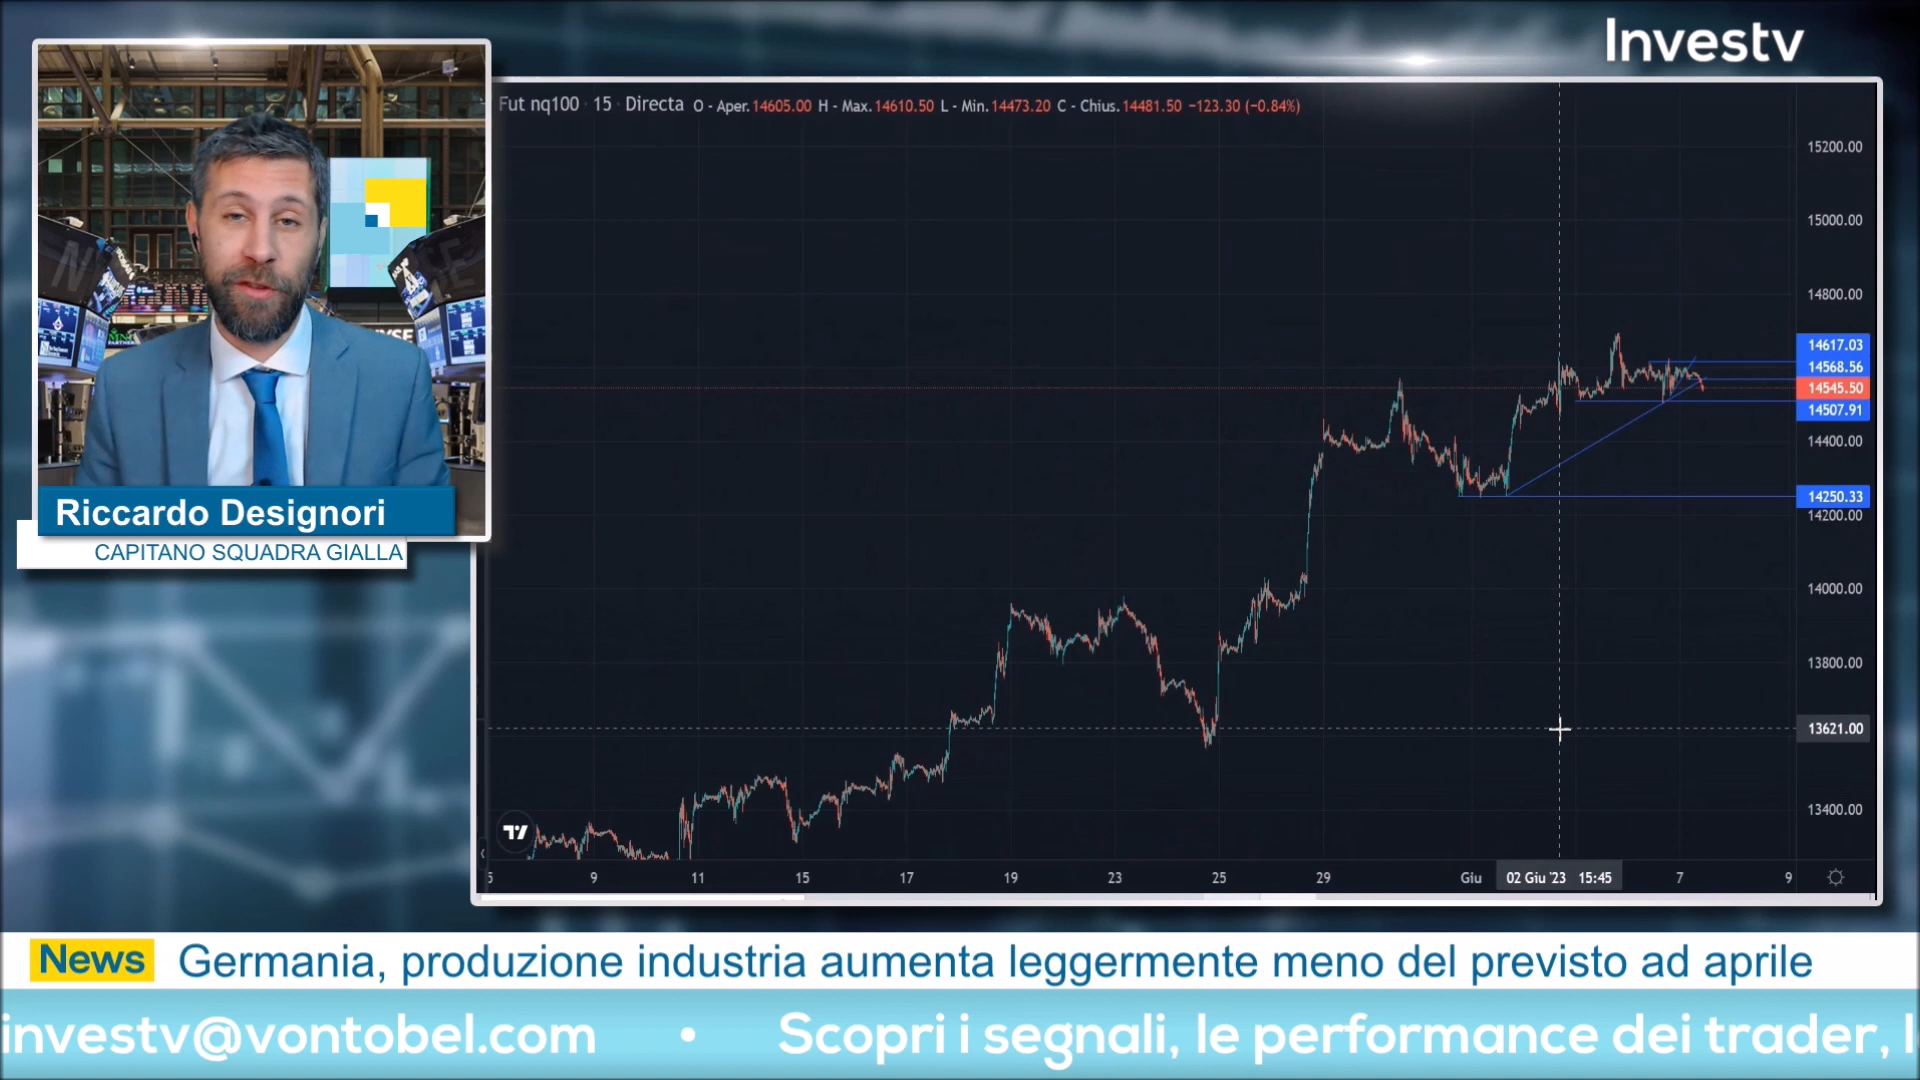 Investv
Fut nq100 · 15 · Directa O - Aper. 14605.00 H - Max. 14610.50 L - Min. 14473.20 C - Chius. 14481.50 −123.30 (−0.84%)
15200.00
15000.00
14800.00
14617.03
14568.56
14545.50
14507.91
14400.00
14250.33
14200.00
14000.00
13800.00
13621.00
13400.00
5 9 11 15 17 19 23 25 29 Giu 02 Giu '23 15:45 7 9
Riccardo Designori
CAPITANO SQUADRA GIALLA
News Germania, produzione industria aumenta leggermente meno del previsto ad aprile
investv@vontobel.com • Scopri i segnali, le performance dei trader, l